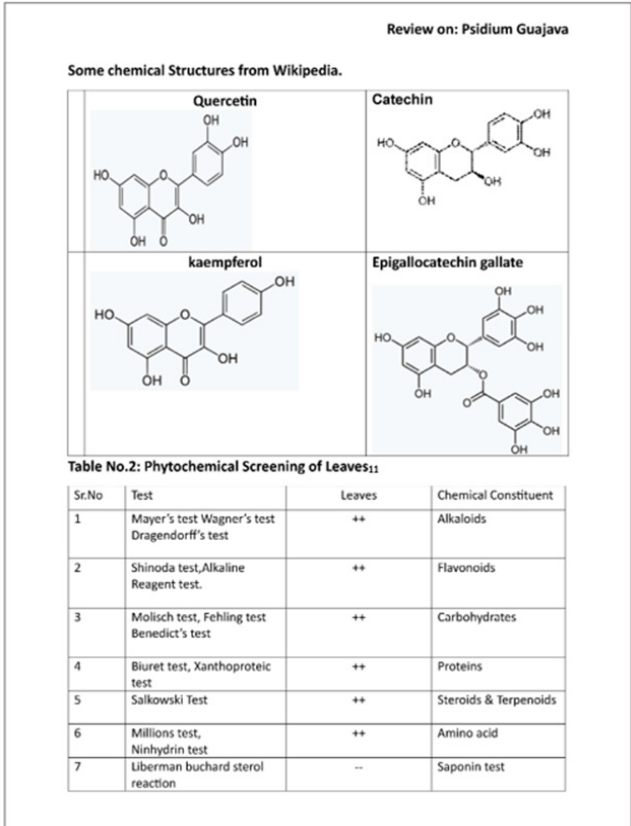 Review on: Psidium Guajava
Some chemical Structures from Wikipedia.
Quercetin
OH
OH
HO
O
OH
OH O
Catechin
OH
HO
O
OH
OH
OH
kaempferol
OH
HO
O
OH
OH O
Epigallocatechin gallate
OH
OH
HO
O
OH
O
OH
O
OH
OH
OH
Table No.2: Phytochemical Screening of Leaves11
Sr.No Test Leaves Chemical Constituent
1 Mayer's test Wagner's test ++ Alkaloids
Dragendorff's test
2 Shinoda test,Alkaline ++ Flavonoids
Reagent test.
3 Molisch test, Fehling test ++ Carbohydrates
Benedict's test
4 Biuret test, Xanthoproteic ++ Proteins
test
5 Salkowski Test ++ Steroids & Terpenoids
6 Millions test, ++ Amino acid
Ninhydrin test
7 Liberman buchard sterol -- Saponin test
reaction